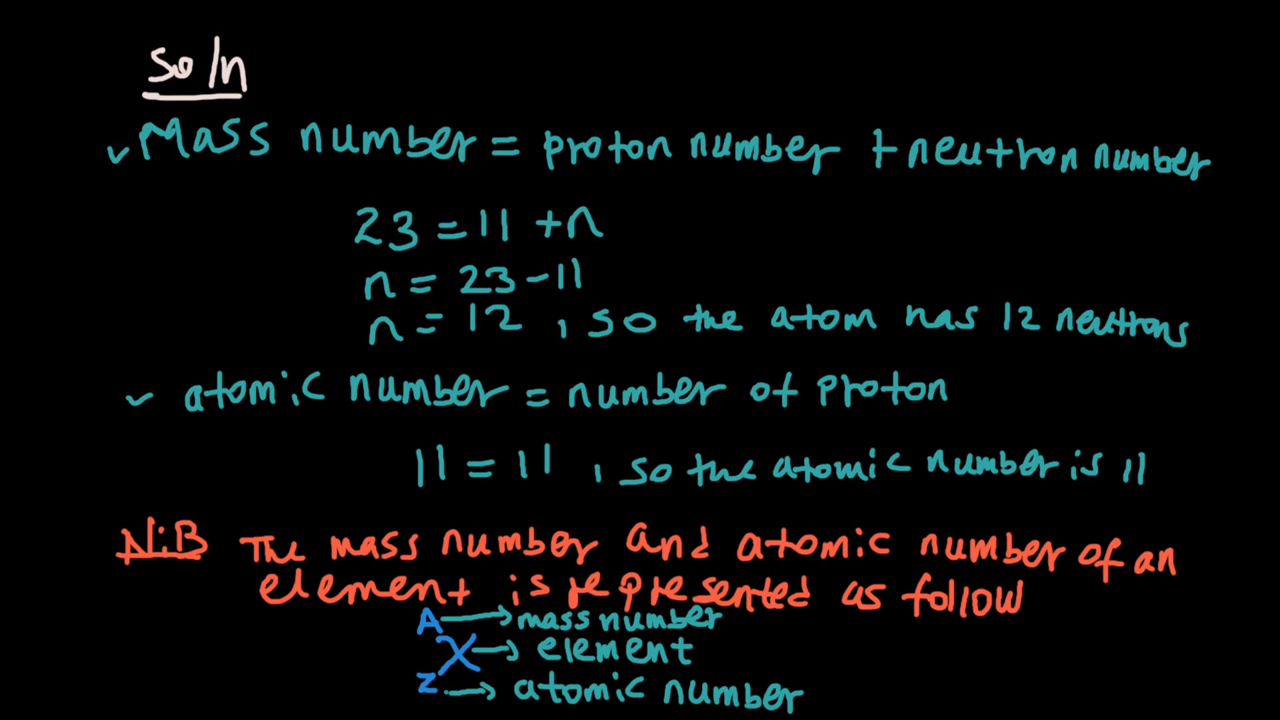 Soln
✓ Mass number = proton number + neutron number
23 = 11 + n
n = 23 - 11
n = 12 , so the atom has 12 neutrons
✓ atomic number = number of proton
11 = 11 , so the atomic number is 11
N:B The mass number and atomic number of an
element is represented as follow
A → mass number
X → element
Z → atomic number